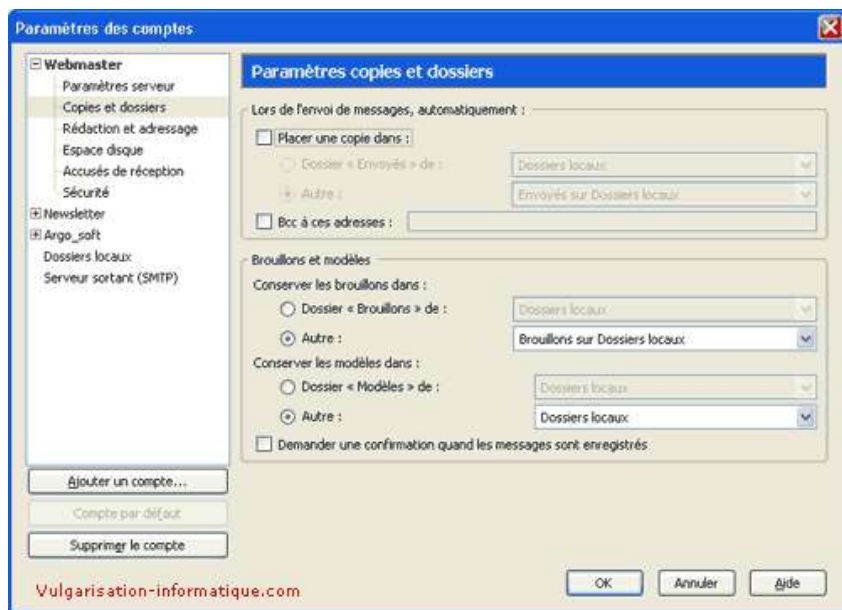 Paramètres des comptes
Webmaster
Paramètres serveur
Copies et dossiers
Rédaction et adressage
Espace disque
Accusés de réception
Sécurité
Newsletter
Argo_soft
Dossiers locaux
Serveur sortant (SMTP)
Ajouter un compte...
Compte par défaut
Supprimer le compte
Paramètres copies et dossiers
Lors de l'envoi de messages, automatiquement :
Placer une copie dans :
Dossier « Envoyés » de : Dossiers locaux
Autre : Envoyés sur Dossiers locaux
Bcc à ces adresses :
Brouillons et modèles
Conserver les brouillons dans :
Dossier « Brouillons » de : Dossiers locaux
Autre : Brouillons sur Dossiers locaux
Conserver les modèles dans :
Dossier « Modèles » de : Dossiers locaux
Autre : Dossiers locaux
Demander une confirmation quand les messages sont enregistrés
Vulgarisation-informatique.com
OK Annuler Aide